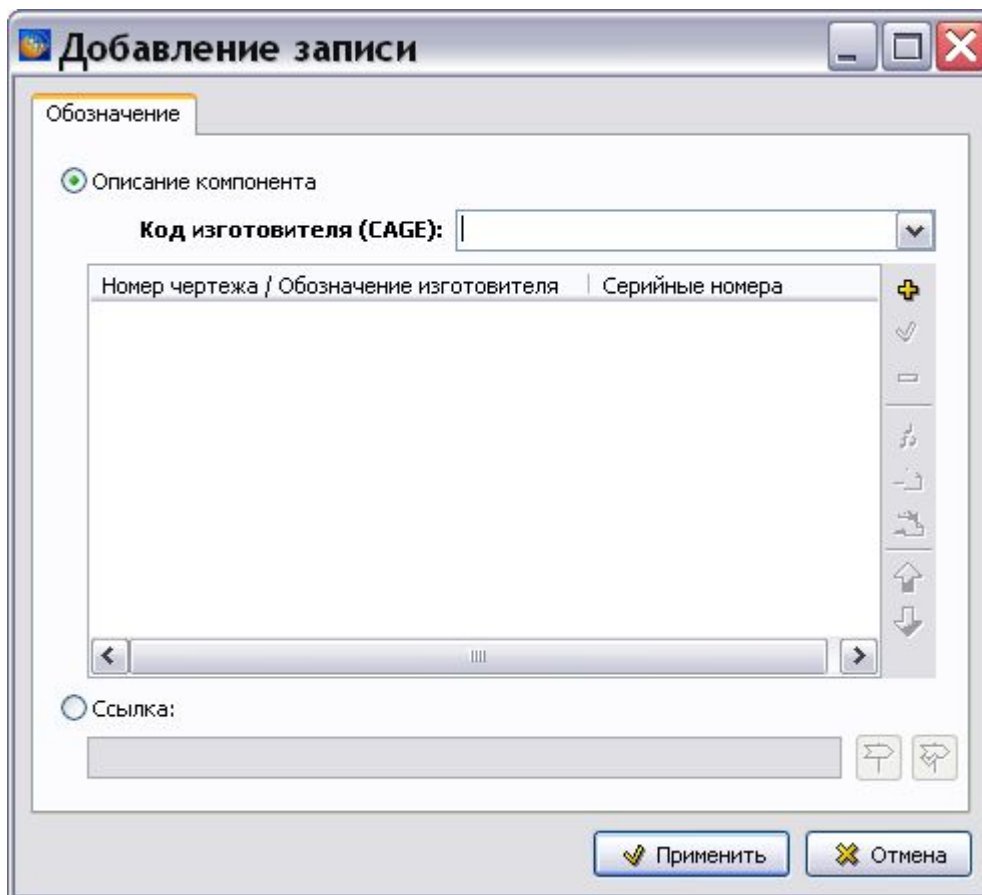 Добавление записи
Обозначение
Описание компонента
Код изготовителя (CAGE):
Номер чертежа / Обозначение изготовителя Серийные номера
Ссылка:
Применить Отмена